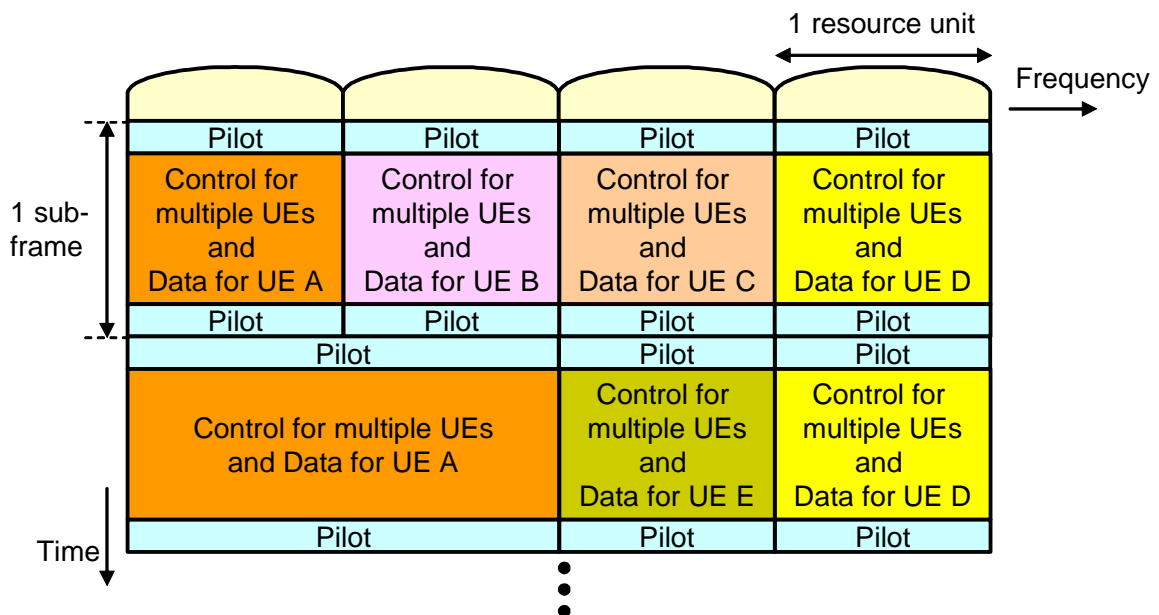 1 resource unit
Frequency
Pilot Pilot Pilot Pilot
1 sub-
frame
Control for
multiple UEs
and
Data for UE A
Control for
multiple UEs
and
Data for UE B
Control for
multiple UEs
and
Data for UE C
Control for
multiple UEs
and
Data for UE D
Pilot Pilot Pilot Pilot
Pilot Pilot Pilot
Control for multiple UEs
and Data for UE A
Control for
multiple UEs
and
Data for UE E
Control for
multiple UEs
and
Data for UE D
Pilot Pilot Pilot
Time